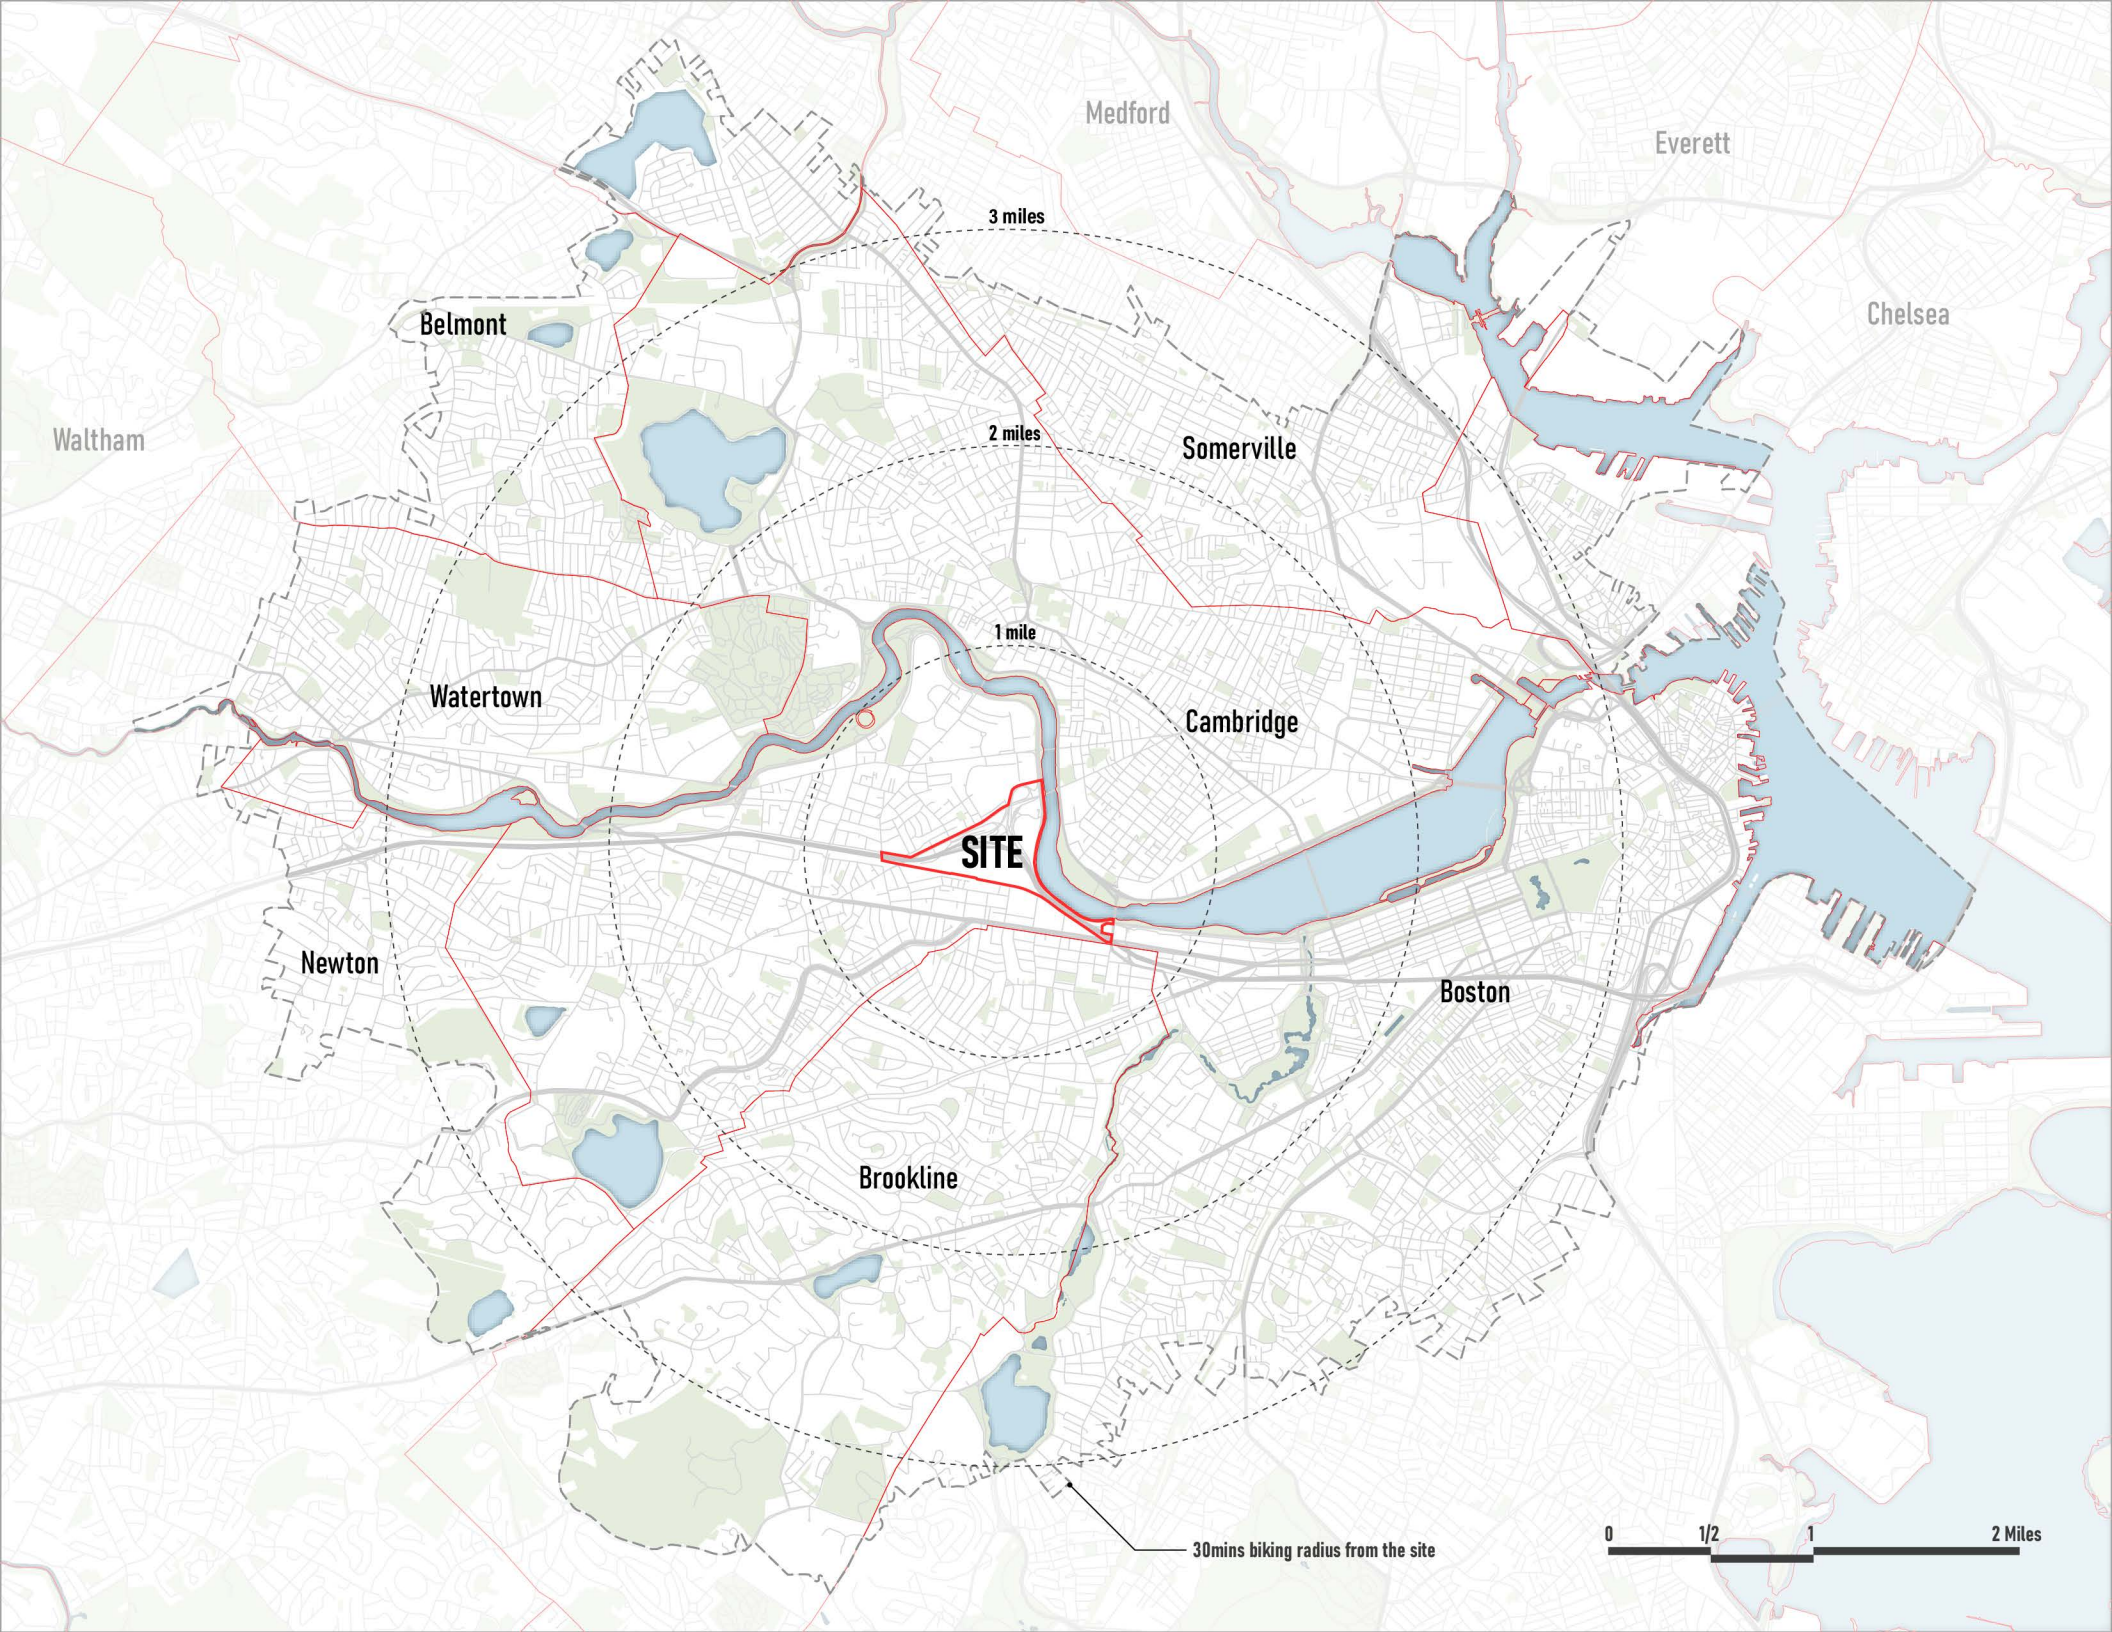 Medford
Everett
3 miles
Belmont
Chelsea
2 miles
Waltham
Somerville
1 mile
Watertown
Cambridge
SITE
Newton
Boston
Brookline
30mins biking radius from the site
0 1/2 1 2 Miles